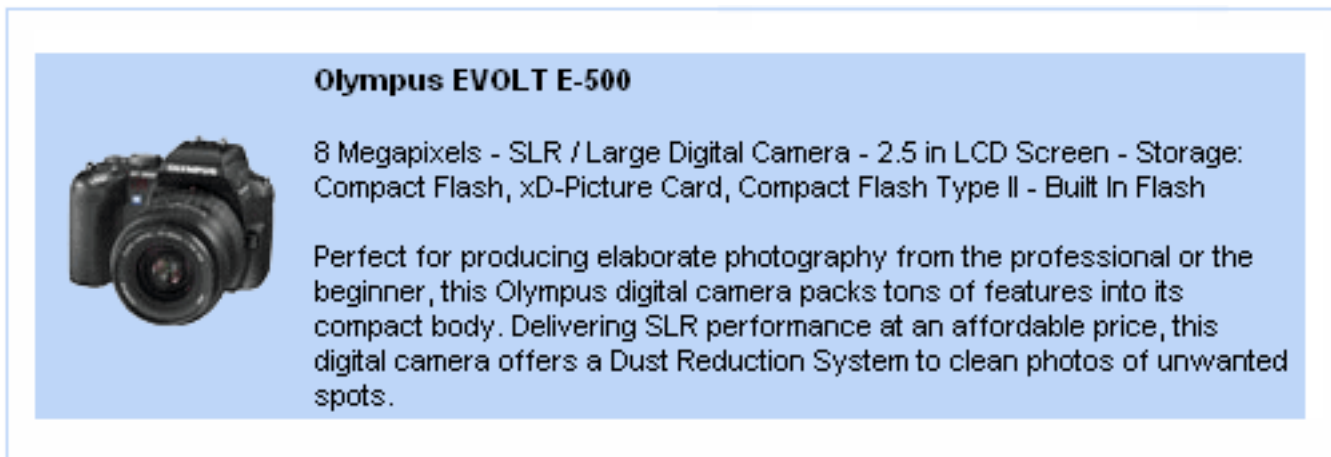 Olympus EVOLT E-500
8 Megapixels - SLR / Large Digital Camera - 2.5 in LCD Screen - Storage:
Compact Flash, xD-Picture Card, Compact Flash Type II - Built In Flash
Perfect for producing elaborate photography from the professional or the
beginner, this Olympus digital camera packs tons of features into its
compact body. Delivering SLR performance at an affordable price, this
digital camera offers a Dust Reduction System to clean photos of unwanted
spots.
OLYMPUS